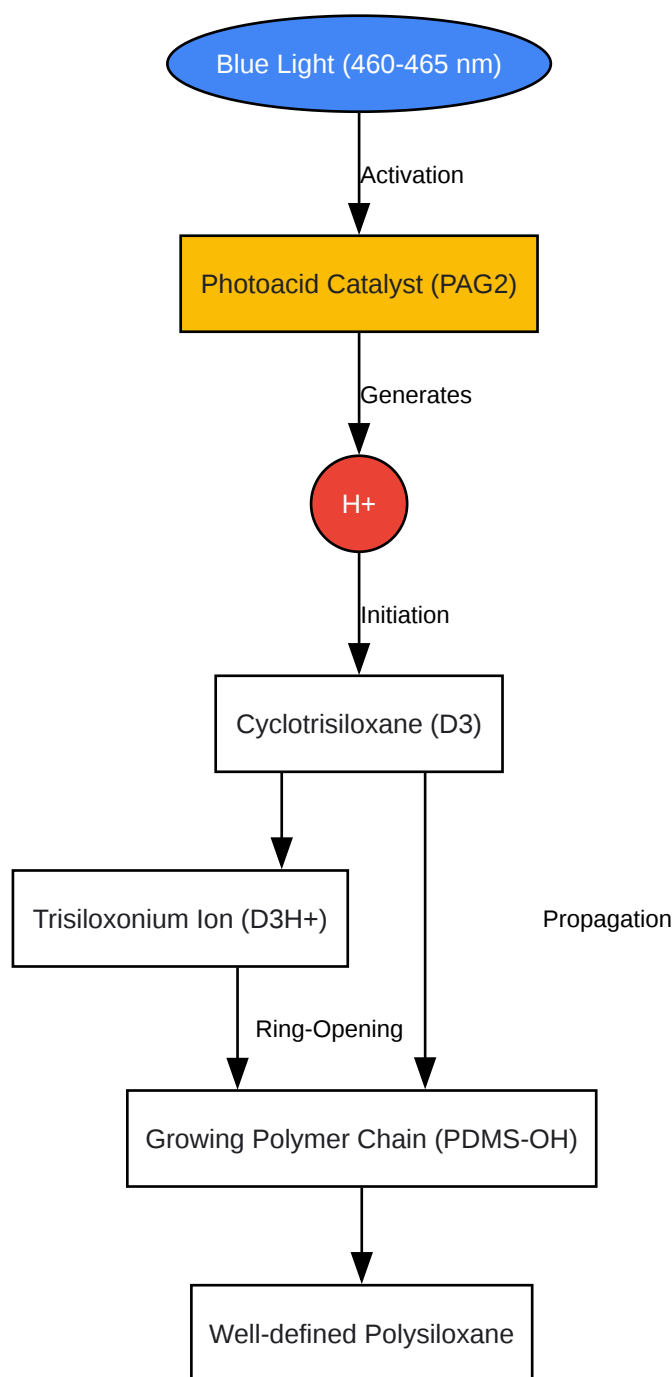 Blue Light (460-465 nm)
Activation
Photoacid Catalyst (PAG2)
Generates
H+
Initiation
Cyclotrisiloxane (D3)
Trisiloxonium Ion (D3H+)
Propagation
Ring-Opening
Growing Polymer Chain (PDMS-OH)
Well-defined Polysiloxane